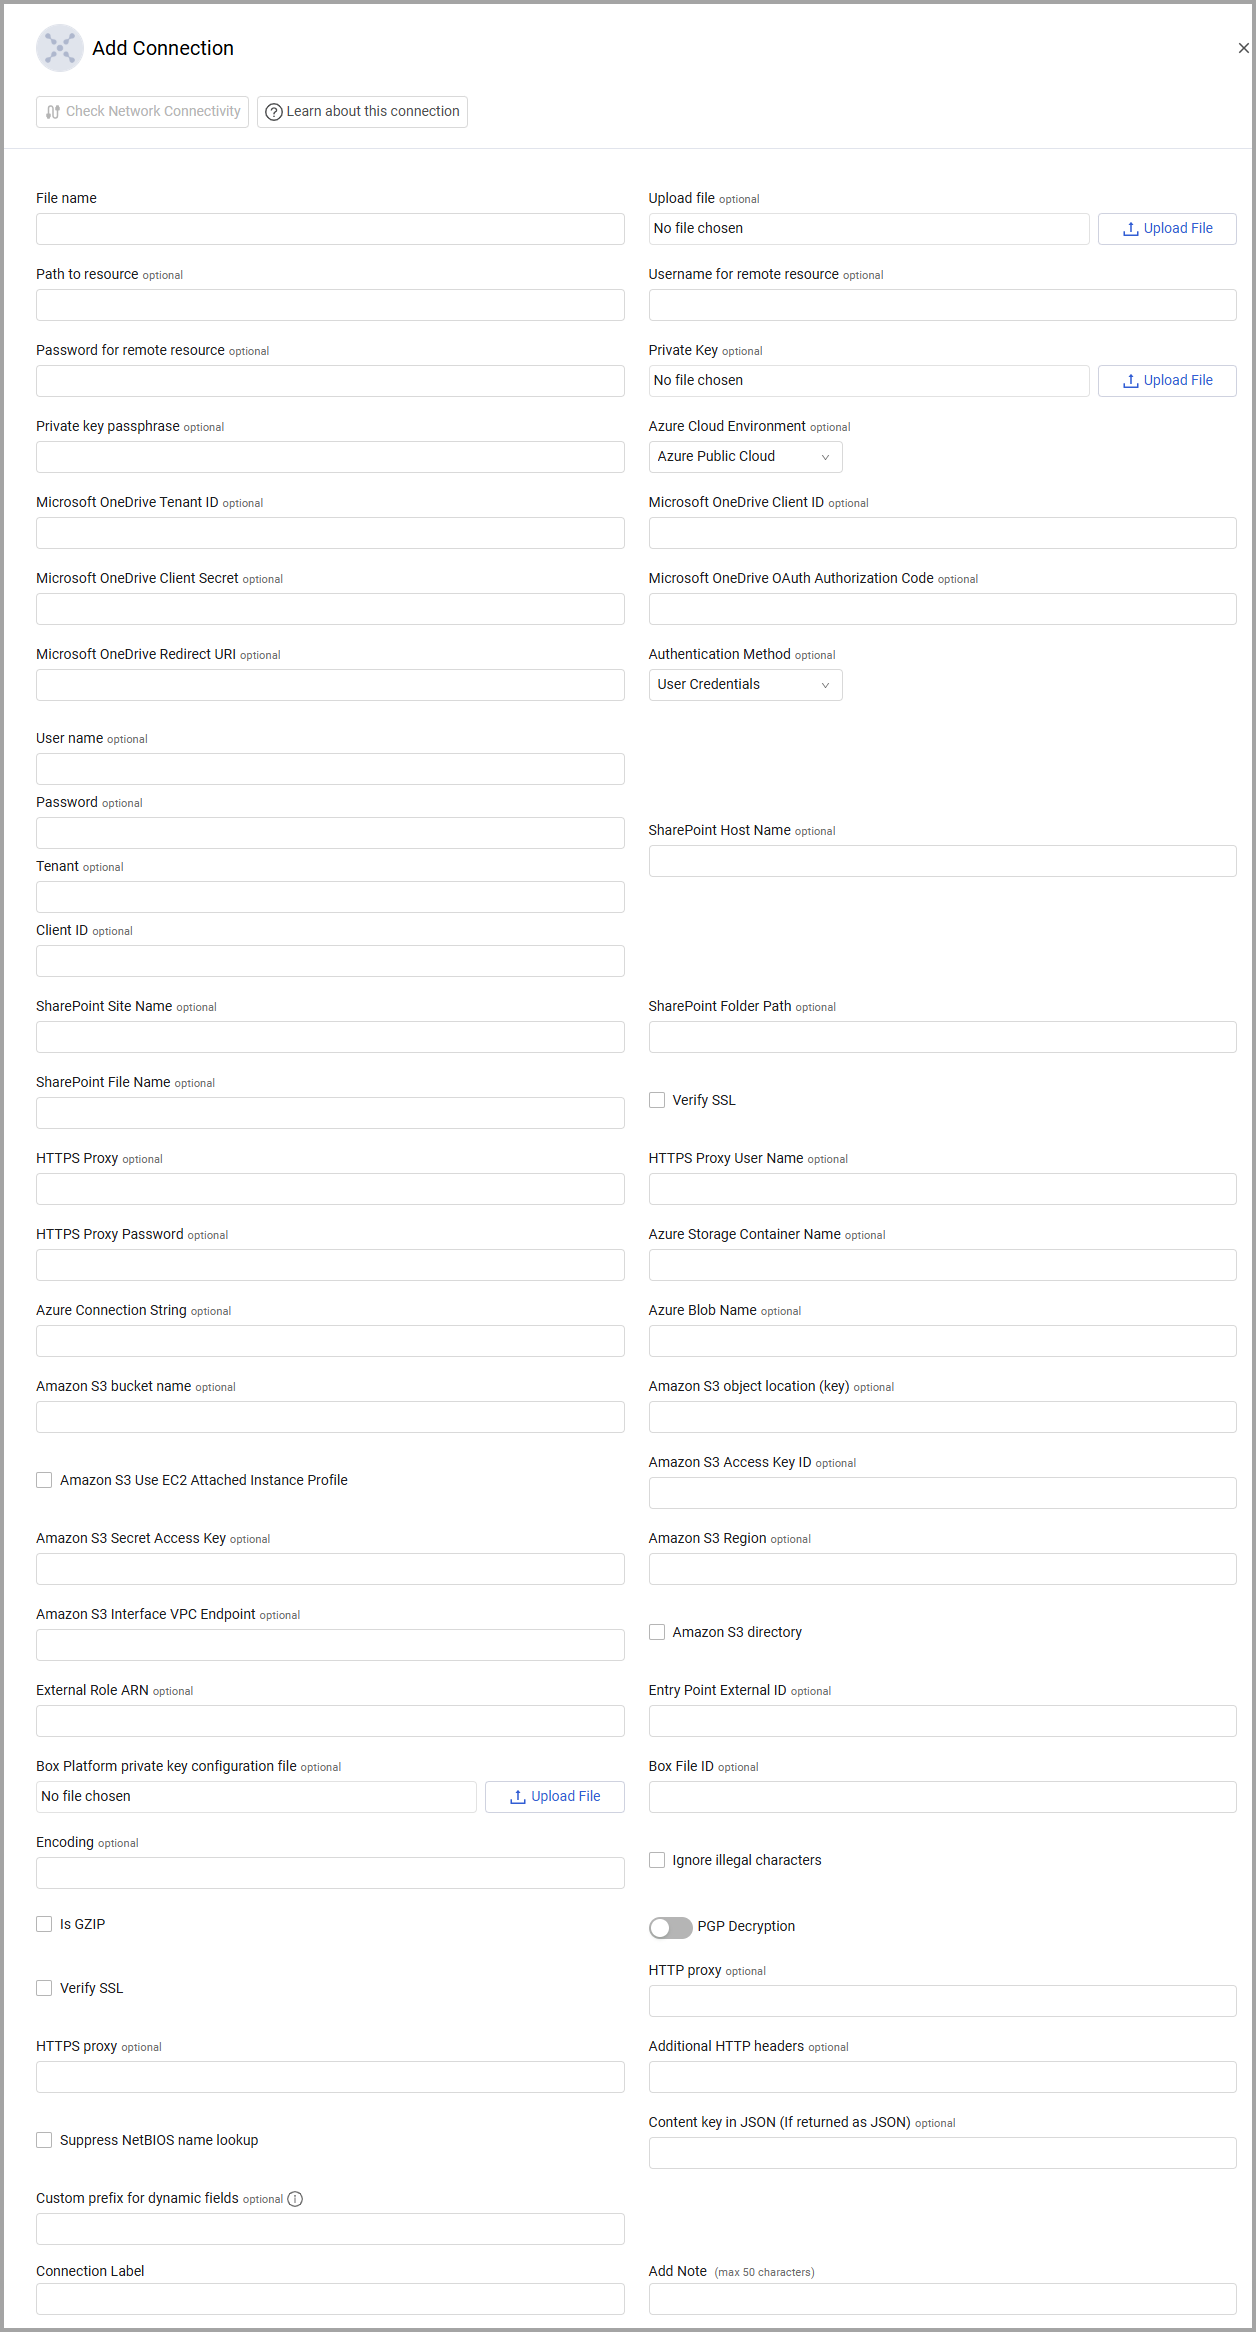 Add Connection
Check Network Connectivity
Learn about this connection
File name
Upload file optional
No file chosen
Upload File
Path to resource optional
Username for remote resource optional
Password for remote resource optional
Private Key optional
No file chosen
Upload File
Private key passphrase optional
Azure Cloud Environment optional
Azure Public Cloud
Microsoft OneDrive Tenant ID optional
Microsoft OneDrive Client ID optional
Microsoft OneDrive Client Secret optional
Microsoft OneDrive OAuth Authorization Code optional
Microsoft OneDrive Redirect URI optional
Authentication Method optional
User Credentials
User name optional
Password optional
SharePoint Host Name optional
Tenant optional
Client ID optional
SharePoint Site Name optional
SharePoint Folder Path optional
SharePoint File Name optional
Verify SSL
HTTPS Proxy optional
HTTPS Proxy User Name optional
HTTPS Proxy Password optional
Azure Storage Container Name optional
Azure Connection String optional
Azure Blob Name optional
Amazon S3 bucket name optional
Amazon S3 object location (key) optional
Amazon S3 Use EC2 Attached Instance Profile
Amazon S3 Access Key ID optional
Amazon S3 Secret Access Key optional
Amazon S3 Region optional
Amazon S3 Interface VPC Endpoint optional
Amazon S3 directory
External Role ARN optional
Entry Point External ID optional
Box Platform private key configuration file optional
No file chosen
Upload File
Box File ID optional
Encoding optional
Ignore illegal characters
Is GZIP
PGP Decryption
Verify SSL
HTTP proxy optional
HTTPS proxy optional
Additional HTTP headers optional
Suppress NetBIOS name lookup
Content key in JSON (If returned as JSON) optional
Custom prefix for dynamic fields optional
Connection Label
Add Note (max 50 characters)